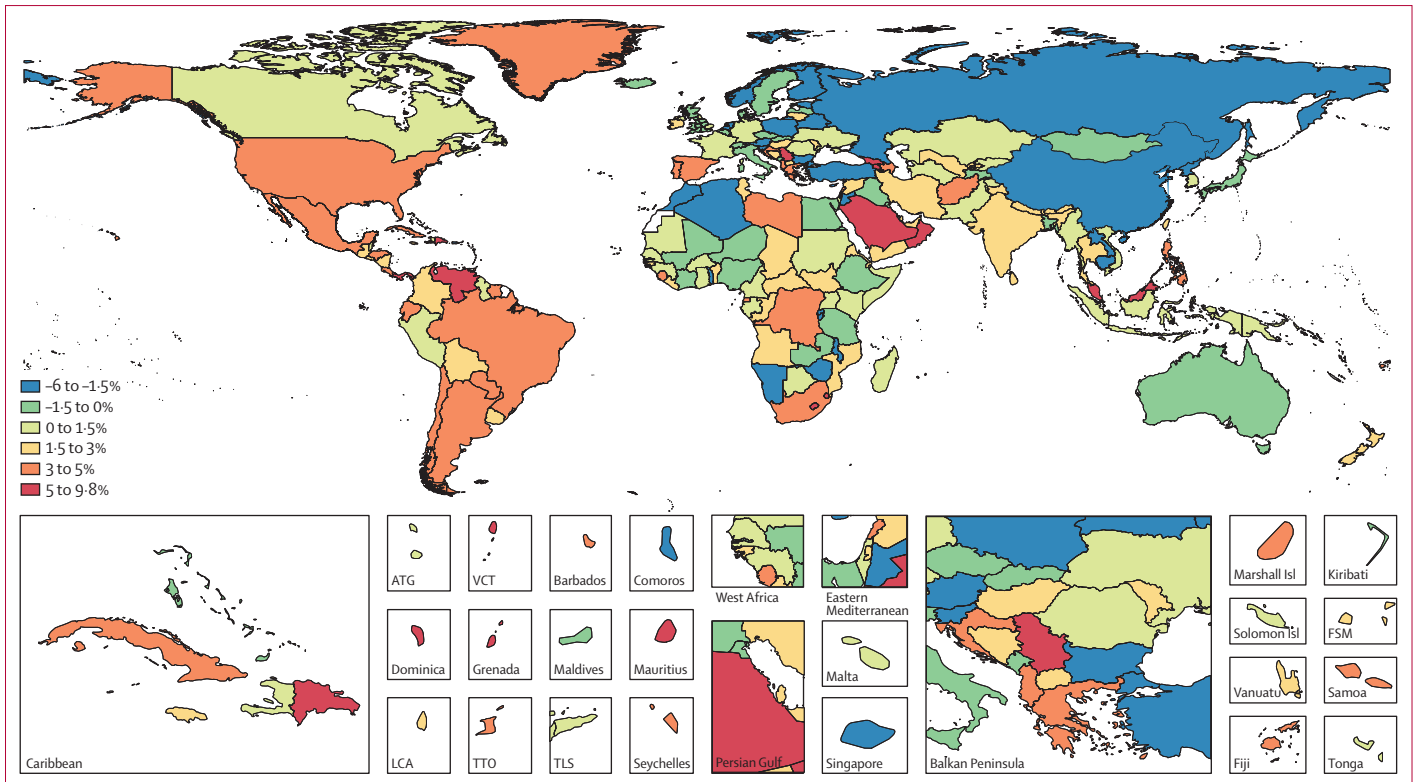 –6 to –1·5%
–1·5 to 0%
0 to 1·5%
1·5 to 3%
3 to 5%
5 to 9·8%
Caribbean
ATG
VCT
Barbados
Comoros
West Africa
Eastern
Mediterranean
Dominica
Grenada
Maldives
Mauritius
Persian Gulf
Malta
LCA
TTO
TLS
Seychelles
Singapore
Balkan Peninsula
Marshall Isl
Kiribati
Solomon Isl
FSM
Vanuatu
Samoa
Fiji
Tonga